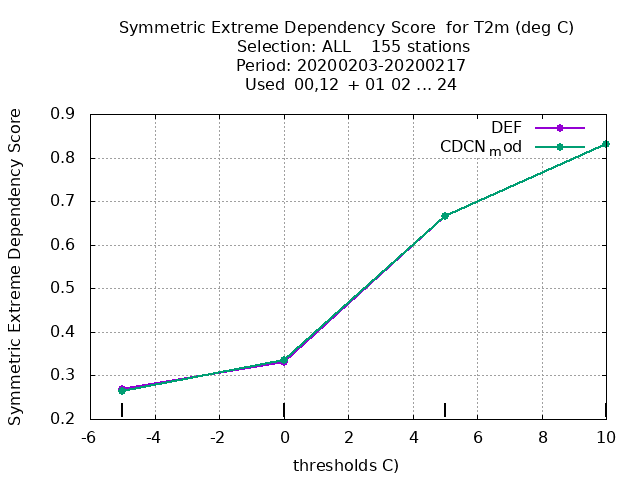 Symmetric Extreme Dependency Score  for T2m (deg C)
Selection: ALL    155 stations
Period: 20200203-20200217
Used  00,12  + 01 02 ... 24
Symmetric Extreme Dependency Score
0.9
0.8
0.7
0.6
0.5
0.4
0.3
0.2
DEF
CDCNmod
-6
-4
-2
0
2
4
6
8
10
thresholds C)